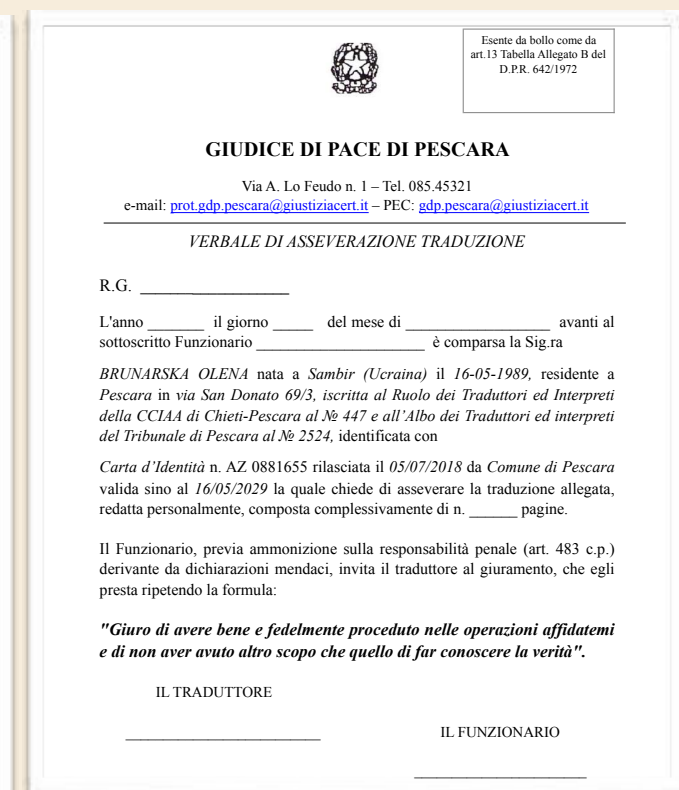 Esente da bollo come da
art.13 Tabella Allegato B del
D.P.R. 642/1972
GIUDICE DI PACE DI PESCARA
Via A. Lo Feudo n. 1 – Tel. 085.45321
e-mail: prot.gdp.pescara@giustiziacert.it – PEC: gdp.pescara@giustiziacert.it
VERBALE DI ASSEVERAZIONE TRADUZIONE
R.G. ____________________
L'anno _______ il giorno _____ del mese di __________________ avanti al
sottoscritto Funzionario _____________________ è comparsa la Sig.ra
BRUNARSKA OLENA nata a Sambir (Ucraina) il 16-05-1989, residente a
Pescara in via San Donato 69/3, iscritta al Ruolo dei Traduttori ed Interpreti
della CCIAA di Chieti-Pescara al № 447 e all’Albo dei Traduttori ed interpreti
del Tribunale di Pescara al № 2524, identificata con
Carta d’Identità n. AZ 0881655 rilasciata il 05/07/2018 da Comune di Pescara
valida sino al 16/05/2029 la quale chiede di asseverare la traduzione allegata,
redatta personalmente, composta complessivamente di n. ______ pagine.
Il Funzionario, previa ammonizione sulla responsabilità penale (art. 483 c.p.)
derivante da dichiarazioni mendaci, invita il traduttore al giuramento, che egli
presta ripetendo la formula:
"Giuro di avere bene e fedelmente proceduto nelle operazioni affidatemi
e di non aver avuto altro scopo che quello di far conoscere la verità".
IL TRADUTTORE
_________________________
IL FUNZIONARIO
______________________